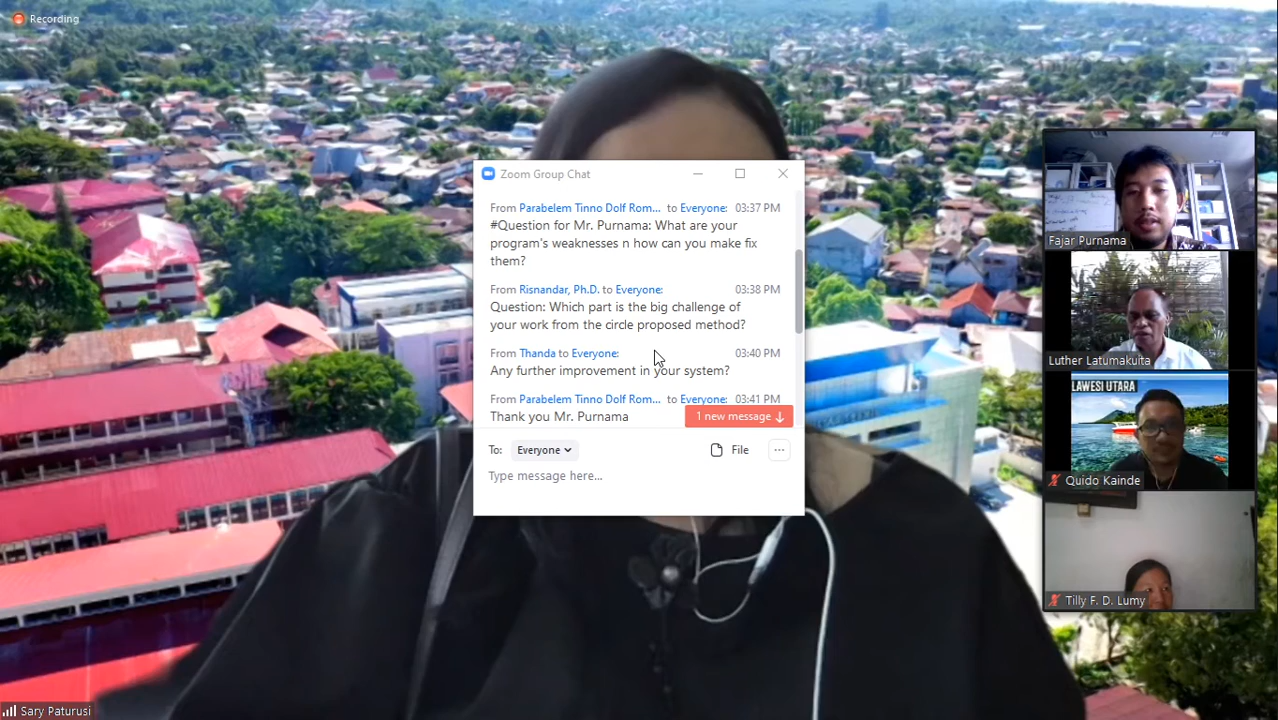 Recording
Zoom Group Chat
From Parabelem Tinno Dolf Rom... to Everyone: 03:37 PM
#Question for Mr. Purnama: What are your
program's weaknesses n how can you make fix
them?
From Risnandar, Ph.D. to Everyone: 03:38 PM
Question: Which part is the big challenge of
your work from the circle proposed method?
From Thanda to Everyone: 03:40 PM
Any further improvement in your system?
From Parabelem Tinno Dolf Rom... to Everyone: 03:41 PM
Thank you Mr. Purnama
1 new message ↓
To: Everyone File ...
Type message here...
Fajar Purnama
Luther Latumakuita
LAWESI UTARA
Quido Kainde
Tilly F. D. Lumy
Sary Paturusi